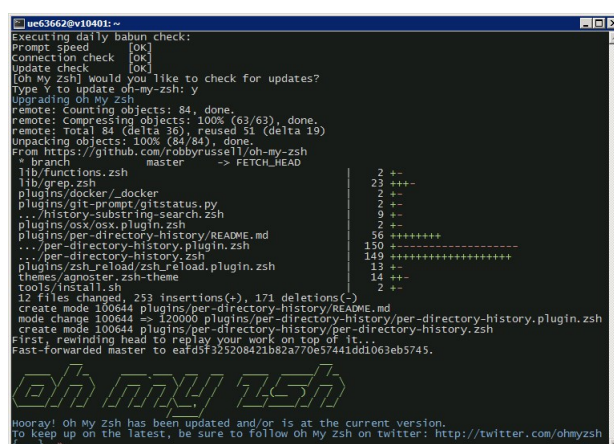 ue63662@v10401: ~
Executing daily babun check:
Prompt speed [OK]
Connection check [OK]
Update check [OK]
[Oh My Zsh] Would you like to check for updates?
Type Y to update oh-my-zsh: y
Upgrading Oh My Zsh
remote: Counting objects: 84, done.
remote: Compressing objects: 100% (63/63), done.
remote: Total 84 (delta 36), reused 51 (delta 19)
Unpacking objects: 100% (84/84), done.
From https://github.com/robbyrussell/oh-my-zsh
* branch master -> FETCH_HEAD
lib/functions.zsh | 2 +-
lib/grep.zsh | 23 +++-
plugins/docker/_docker | 2 +-
plugins/git-prompt/gitstatus.py | 2 +-
.../history-substring-search.zsh | 9 +-
plugins/osx/osx.plugin.zsh | 2 +-
plugins/per-directory-history/README.md | 56 ++++++++
.../per-directory-history.plugin.zsh | 150 +-------------------
.../per-directory-history.zsh | 149 +++++++++++++++++++
plugins/zsh_reload/zsh_reload.plugin.zsh | 13 +-
themes/agnoster.zsh-theme | 14 ++-
tools/install.sh | 2 +-
12 files changed, 253 insertions(+), 171 deletions(-)
create mode 100644 plugins/per-directory-history/README.md
mode change 100644 => 120000 plugins/per-directory-history/per-directory-history.plugin.zsh
create mode 100644 plugins/per-directory-history/per-directory-history.zsh
First, rewinding head to replay your work on top of it...
Fast-forwarded master to eafd5f325208421b82a770e57441dd1063eb5745.
oh my zsh
Hooray! Oh My Zsh has been updated and/or is at the current version.
To keep up on the latest, be sure to follow Oh My Zsh on twitter: http://twitter.com/ohmyzsh